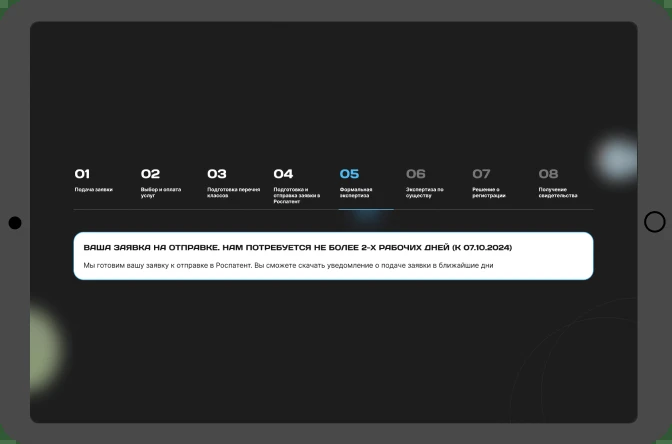 01
Подача заявки
02
Выбор и оплата
услуг
03
Подготовка перечня
классов
04
Подготовка и
отправка заявки в
Роспатент
05
Формальная
экспертиза
06
Экспертиза по
существу
07
Решение о
регистрации
08
Получение
свидетельства
ВАША ЗАЯВКА НА ОТПРАВКЕ. НАМ ПОТРЕБУЕТСЯ НЕ БОЛЕЕ 2-Х РАБОЧИХ ДНЕЙ (К 07.10.2024)
Мы готовим вашу заявку к отправке в Роспатент. Вы сможете скачать уведомление о подаче заявки в ближайшие дни